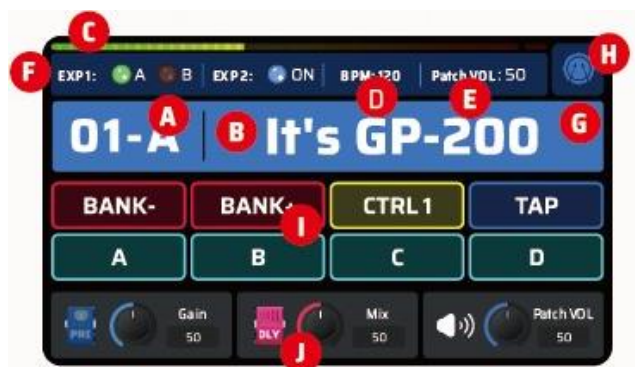 C
H
F EXP1: A B EXP2: ON BPM:120 Patch VOL:50
A D E
01-A B It's GP-200 G
BANK- BANK+ CTRL 1 TAP
I
A B C D
Gain Mix Patch VOL
PRE 50 DLY 50 50
J